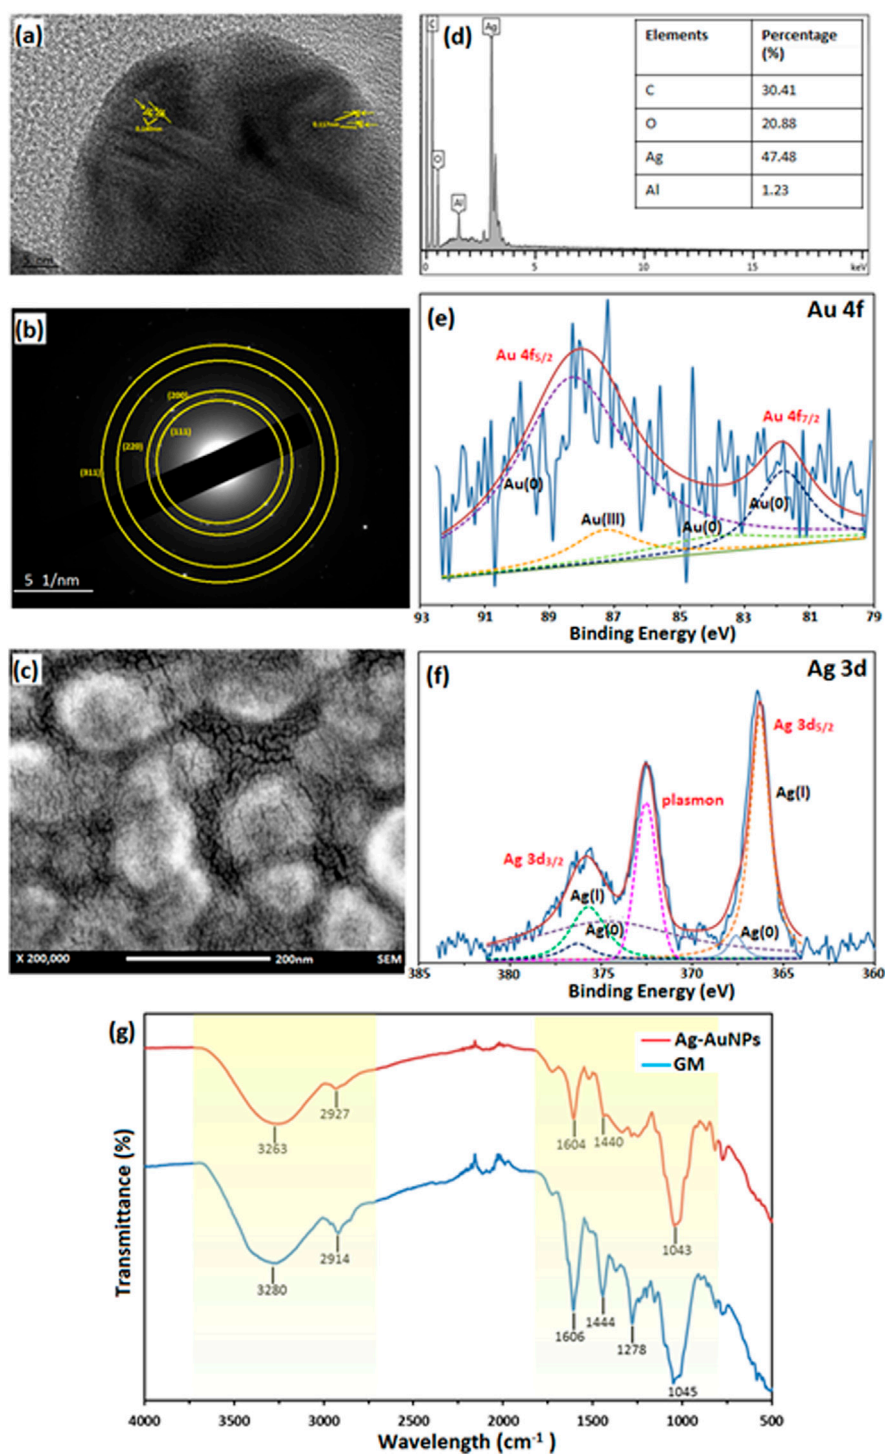 (a)
5 nm
(b)
(200)
(111)
(220)
(311)
5 1/nm
(c)
X 200,000
200nm
SEM
(d)
C
O
Al
Ag
Elements
Percentage
(%)
C
30.41
O
20.88
Ag
47.48
Al
1.23
0
5
10
15
keV
(e)
Au 4f
Au 4f5/2
Au 4f7/2
Au(0)
Au(III)
Au(0)
Au(0)
93
91
89
87
85
83
81
79
Binding Energy (eV)
(f)
Ag 3d
Ag 3d5/2
Ag(I)
plasmon
Ag 3d3/2
Ag(I)
Ag(0)
Ag(0)
385
380
375
370
365
360
Binding Energy (eV)
(g)
Ag-AuNPs
GM
2927
3263
1604
1440
1043
2914
3280
1606
1444
1278
1045
Transmittance (%)
4000
3500
3000
2500
2000
1500
1000
500
Wavelength (cm-1 )